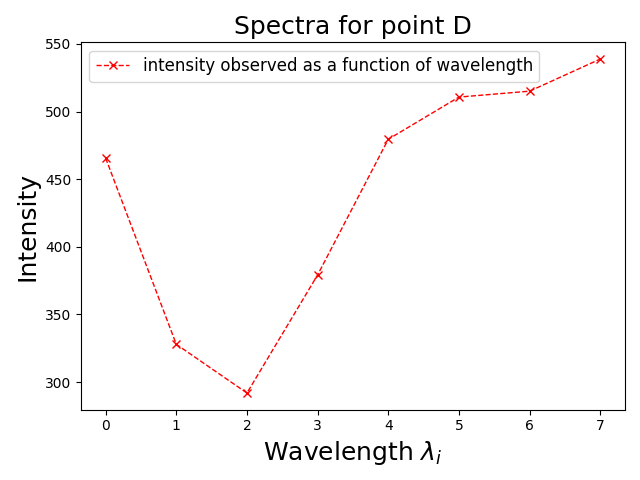 Spectra for point D
intensity observed as a function of wavelength
Intensity
550
500
450
400
350
300
0 1 2 3 4 5 6 7
Wavelength λᵢ